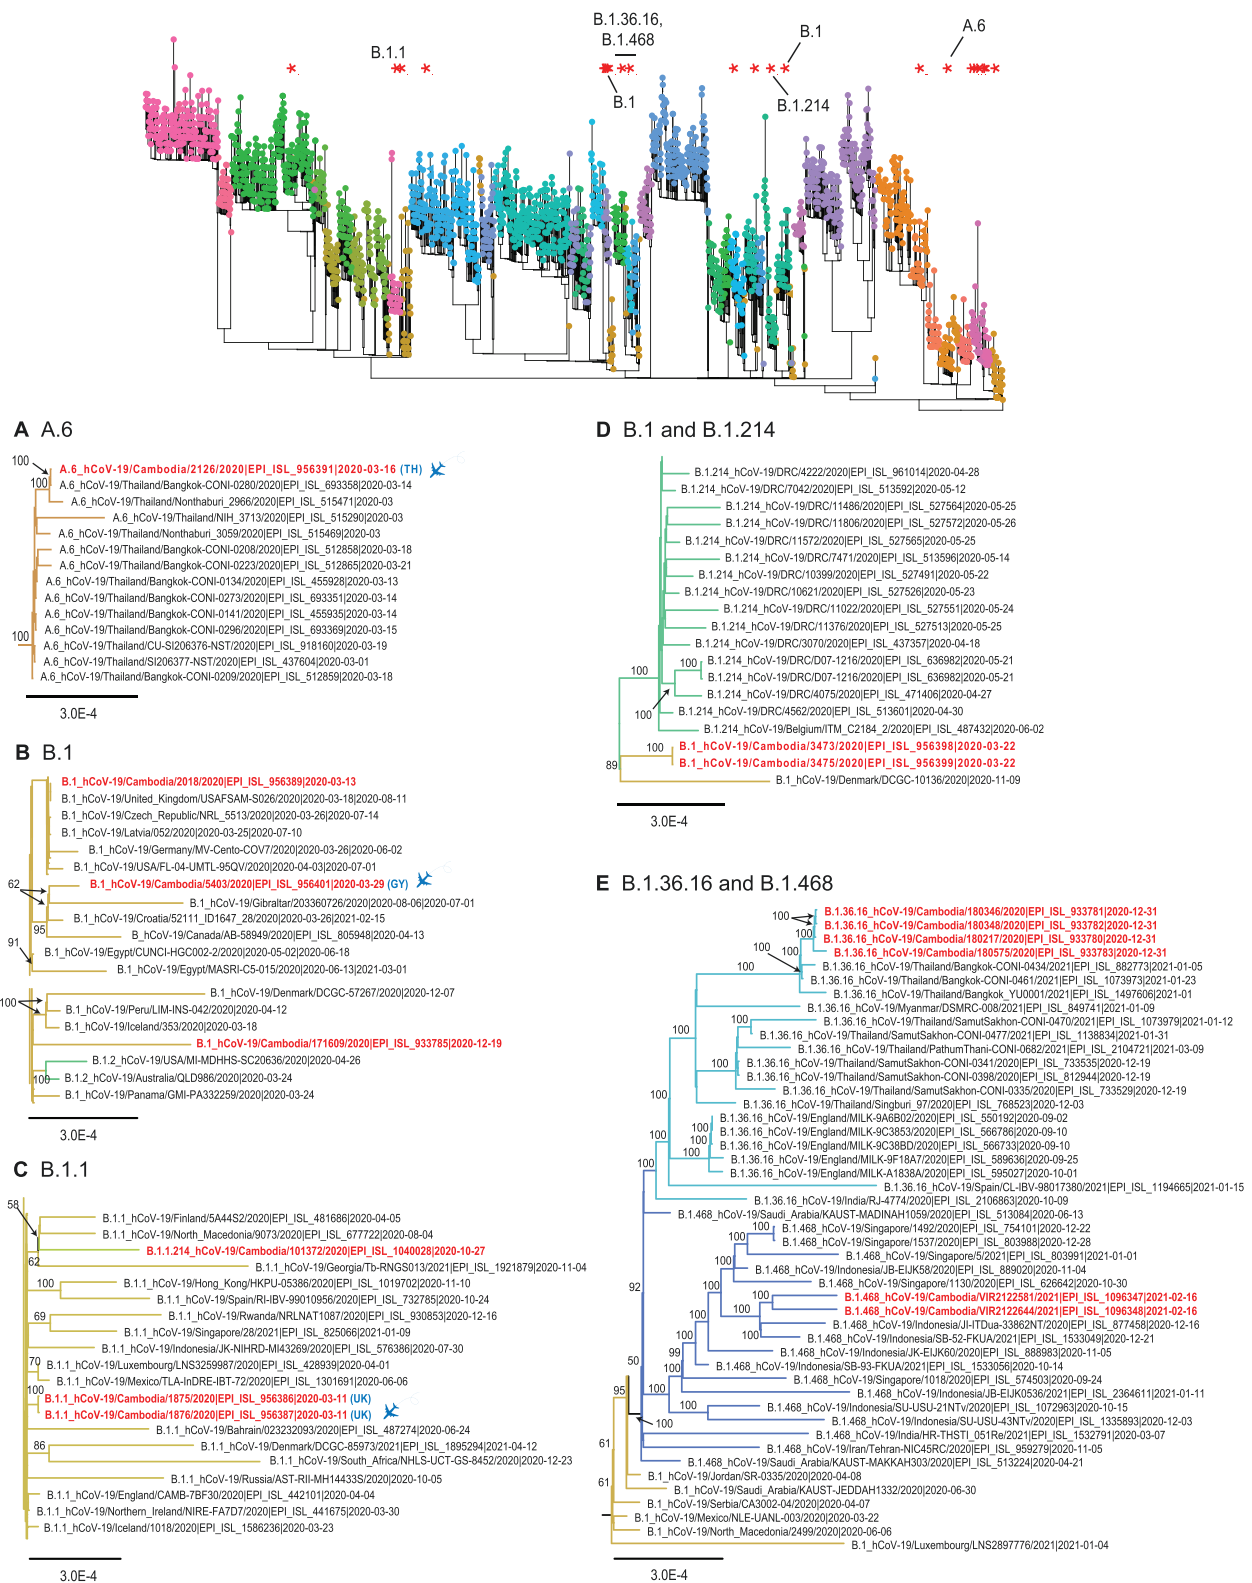 B.1.36.16,
B.1.468
B.1.1
B.1
A.6
B.1
B.1.214
A A.6
100
100
A.6_hCoV-19/Cambodia/2126/2020|EPI_ISL_956391|2020-03-16 (TH)
A.6_hCoV-19/Thailand/Bangkok-CONI-0280/2020|EPI_ISL_693358|2020-03-14
A.6_hCoV-19/Thailand/Nonthaburi_2966/2020|EPI_ISL_515471|2020-03
A.6_hCoV-19/Thailand/NIH_3713/2020|EPI_ISL_515290|2020-03
A.6_hCoV-19/Thailand/Nonthaburi_3059/2020|EPI_ISL_515469|2020-03
A.6_hCoV-19/Thailand/Bangkok-CONI-0208/2020|EPI_ISL_512858|2020-03-18
A.6_hCoV-19/Thailand/Bangkok-CONI-0223/2020|EPI_ISL_512865|2020-03-21
A.6_hCoV-19/Thailand/Bangkok-CONI-0134/2020|EPI_ISL_455928|2020-03-13
A.6_hCoV-19/Thailand/Bangkok-CONI-0273/2020|EPI_ISL_693351|2020-03-14
A.6_hCoV-19/Thailand/Bangkok-CONI-0141/2020|EPI_ISL_455935|2020-03-14
A.6_hCoV-19/Thailand/Bangkok-CONI-0296/2020|EPI_ISL_693369|2020-03-15
100
A.6_hCoV-19/Thailand/CU-SI206376-NST/2020|EPI_ISL_918160|2020-03-19
A.6_hCoV-19/Thailand/SI206377-NST/2020|EPI_ISL_437604|2020-03-01
A.6_hCoV-19/Thailand/Bangkok-CONI-0209/2020|EPI_ISL_512859|2020-03-18
3.0E-4
B B.1
B.1_hCoV-19/Cambodia/2018/2020|EPI_ISL_956389|2020-03-13
B.1_hCoV-19/United_Kingdom/USAFSAM-S026/2020|2020-03-18|2020-08-11
B.1_hCoV-19/Czech_Republic/NRL_5513/2020|2020-03-26|2020-07-14
B.1_hCoV-19/Latvia/052/2020|2020-03-25|2020-07-10
B.1_hCoV-19/Germany/MV-Cento-COV7/2020|2020-03-26|2020-06-02
B.1_hCoV-19/USA/FL-04-UMTL-95QV/2020|2020-04-03|2020-07-01
62
B.1_hCoV-19/Cambodia/5403/2020|EPI_ISL_956401|2020-03-29 (GY)
B.1_hCoV-19/Gibraltar/203360726/2020|2020-08-06|2020-07-01
B.1_hCoV-19/Croatia/52111_ID1647_28/2020|2020-03-26|2021-02-15
95
B_hCoV-19/Canada/AB-58949/2020|EPI_ISL_805948|2020-04-13
91
B.1_hCoV-19/Egypt/CUNCI-HGC002-2/2020|2020-05-02|2020-06-18
B.1_hCoV-19/Egypt/MASRI-C5-015/2020|2020-06-13|2021-03-01
B.1_hCoV-19/Denmark/DCGC-57267/2020|2020-12-07
100
B.1_hCoV-19/Peru/LIM-INS-042/2020|2020-04-12
B.1_hCoV-19/Iceland/353/2020|2020-03-18
B.1_hCoV-19/Cambodia/171609/2020|EPI_ISL_933785|2020-12-19
B.1.2_hCoV-19/USA/MI-MDHHS-SC20636/2020|2020-04-26
100
B.1.2_hCoV-19/Australia/QLD986/2020|2020-03-24
B.1_hCoV-19/Panama/GMI-PA332259/2020|2020-03-24
3.0E-4
C B.1.1
58
B.1.1_hCoV-19/Finland/5A44S2/2020|EPI_ISL_481686|2020-04-05
B.1.1_hCoV-19/North_Macedonia/9073/2020|EPI_ISL_677722|2020-08-04
B.1.1.214_hCoV-19/Cambodia/101372/2020|EPI_ISL_1040028|2020-10-27
62
B.1.1_hCoV-19/Georgia/Tb-RNGS013/2021|EPI_ISL_1921879|2020-11-04
100
B.1.1_hCoV-19/Hong_Kong/HKPU-05386/2020|EPI_ISL_1019702|2020-11-10
B.1.1_hCoV-19/Spain/RI-IBV-99010956/2020|EPI_ISL_732785|2020-10-24
69
B.1.1_hCoV-19/Rwanda/NRLNAT1087/2020|EPI_ISL_930853|2020-12-16
B.1.1_hCoV-19/Singapore/28/2021|EPI_ISL_825066|2021-01-09
B.1.1_hCoV-19/Indonesia/JK-NIHRD-MI43269/2020|EPI_ISL_576386|2020-07-30
70
B.1.1_hCoV-19/Luxembourg/LNS3259987/2020|EPI_ISL_428939|2020-04-01
B.1.1_hCoV-19/Mexico/TLA-InDRE-IBT-72/2020|EPI_ISL_1301691|2020-06-06
100
B.1.1_hCoV-19/Cambodia/1875/2020|EPI_ISL_956386|2020-03-11 (UK)
B.1.1_hCoV-19/Cambodia/1876/2020|EPI_ISL_956387|2020-03-11 (UK)
B.1.1_hCoV-19/Bahrain/023232093/2020|EPI_ISL_487274|2020-06-24
86
B.1.1_hCoV-19/Denmark/DCGC-85973/2021|EPI_ISL_1895294|2021-04-12
B.1.1_hCoV-19/South_Africa/NHLS-UCT-GS-8452/2020|2020-12-23
B.1.1_hCoV-19/Russia/AST-RII-MH14433S/2020|2020-10-05
B.1.1_hCoV-19/England/CAMB-7BF30/2020|EPI_ISL_442101|2020-04-04
B.1.1_hCoV-19/Northern_Ireland/NIRE-FA7D7/2020|EPI_ISL_441675|2020-03-30
B.1.1_hCoV-19/Iceland/1018/2020|EPI_ISL_1586236|2020-03-23
3.0E-4
D B.1 and B.1.214
B.1.214_hCoV-19/DRC/4222/2020|EPI_ISL_961014|2020-04-28
B.1.214_hCoV-19/DRC/7042/2020|EPI_ISL_513592|2020-05-12
B.1.214_hCoV-19/DRC/11486/2020|EPI_ISL_527564|2020-05-25
B.1.214_hCoV-19/DRC/11806/2020|EPI_ISL_527572|2020-05-26
B.1.214_hCoV-19/DRC/11572/2020|EPI_ISL_527565|2020-05-25
B.1.214_hCoV-19/DRC/7471/2020|EPI_ISL_513596|2020-05-14
B.1.214_hCoV-19/DRC/10399/2020|EPI_ISL_527491|2020-05-22
B.1.214_hCoV-19/DRC/10621/2020|EPI_ISL_527526|2020-05-23
B.1.214_hCoV-19/DRC/11022/2020|EPI_ISL_527551|2020-05-24
B.1.214_hCoV-19/DRC/11376/2020|EPI_ISL_527513|2020-05-25
B.1.214_hCoV-19/DRC/3070/2020|EPI_ISL_437357|2020-04-18
100
100
B.1.214_hCoV-19/DRC/D07-1216/2020|EPI_ISL_636982|2020-05-21
B.1.214_hCoV-19/DRC/D07-1216/2020|EPI_ISL_636982|2020-05-21
B.1.214_hCoV-19/DRC/4075/2020|EPI_ISL_471406|2020-04-27
100
B.1.214_hCoV-19/DRC/4562/2020|EPI_ISL_513601|2020-04-30
B.1.214_hCoV-19/Belgium/ITM_C2184_2/2020|EPI_ISL_487432|2020-06-02
100
B.1_hCoV-19/Cambodia/3473/2020|EPI_ISL_956398|2020-03-22
89
B.1_hCoV-19/Cambodia/3475/2020|EPI_ISL_956399|2020-03-22
B.1_hCoV-19/Denmark/DCGC-10136/2020|2020-11-09
3.0E-4
E B.1.36.16 and B.1.468
100
B.1.36.16_hCoV-19/Cambodia/180346/2020|EPI_ISL_933781|2020-12-31
B.1.36.16_hCoV-19/Cambodia/180348/2020|EPI_ISL_933782|2020-12-31
B.1.36.16_hCoV-19/Cambodia/180217/2020|EPI_ISL_933780|2020-12-31
100
100
B.1.36.16_hCoV-19/Cambodia/180575/2020|EPI_ISL_933783|2020-12-31
100
B.1.36.16_hCoV-19/Thailand/Bangkok-CONI-0434/2021|EPI_ISL_882773|2021-01-05
B.1.36.16_hCoV-19/Thailand/Bangkok-CONI-0461/2021|EPI_ISL_1073973|2021-01-23
B.1.36.16_hCoV-19/Thailand/Bangkok_YU0001/2021|EPI_ISL_1497606|2021-01
B.1.36.16_hCoV-19/Myanmar/DSMRC-008/2021|EPI_ISL_849741|2021-01-09
100
100
B.1.36.16_hCoV-19/Thailand/SamutSakhon-CONI-0470/2021|EPI_ISL_1073979|2021-01-12
B.1.36.16_hCoV-19/Thailand/SamutSakhon-CONI-0477/2021|EPI_ISL_1138834|2021-01-31
B.1.36.16_hCoV-19/Thailand/PathumThani-CONI-0682/2021|EPI_ISL_2104721|2021-03-09
100
B.1.36.16_hCoV-19/Thailand/SamutSakhon-CONI-0341/2020|EPI_ISL_733535|2020-12-19
B.1.36.16_hCoV-19/Thailand/SamutSakhon-CONI-0398/2020|EPI_ISL_812944|2020-12-19
100
B.1.36.16_hCoV-19/Thailand/SamutSakhon-CONI-0335/2020|EPI_ISL_733529|2020-12-19
B.1.36.16_hCoV-19/Thailand/Singburi_97/2020|EPI_ISL_768523|2020-12-03
B.1.36.16_hCoV-19/England/MILK-9A6B02/2020|EPI_ISL_550192|2020-09-02
100
100
100
B.1.36.16_hCoV-19/England/MILK-9C3853/2020|EPI_ISL_566786|2020-09-10
B.1.36.16_hCoV-19/England/MILK-9C38BD/2020|EPI_ISL_566733|2020-09-10
100
B.1.36.16_hCoV-19/England/MILK-9F18A7/2020|EPI_ISL_589636|2020-09-25
100
B.1.36.16_hCoV-19/England/MILK-A1838A/2020|EPI_ISL_595027|2020-10-01
B.1.36.16_hCoV-19/Spain/CL-IBV-98017380/2021|EPI_ISL_1194665|2021-01-15
B.1.36.16_hCoV-19/India/RJ-4774/2020|EPI_ISL_2106863|2020-10-09
B.1.468_hCoV-19/Saudi_Arabia/KAUST-MADINAH1059/2020|EPI_ISL_513084|2020-06-13
100
B.1.468_hCoV-19/Singapore/1492/2020|EPI_ISL_754101|2020-12-22
100
B.1.468_hCoV-19/Singapore/1537/2020|EPI_ISL_803988|2020-12-28
B.1.468_hCoV-19/Singapore/5/2021|EPI_ISL_803991|2021-01-01
100
B.1.468_hCoV-19/Indonesia/JB-EIJK58/2020|EPI_ISL_889020|2020-11-04
92
100
B.1.468_hCoV-19/Singapore/1130/2020|EPI_ISL_626642|2020-10-30
100
B.1.468_hCoV-19/Cambodia/VIR2122581/2021|EPI_ISL_1096347|2021-02-16
100
B.1.468_hCoV-19/Cambodia/VIR2122644/2021|EPI_ISL_1096348|2021-02-16
B.1.468_hCoV-19/Indonesia/JI-ITDua-33862NT/2020|EPI_ISL_877458|2020-12-16
100
100
B.1.468_hCoV-19/Indonesia/SB-52-FKUA/2021|EPI_ISL_1533049|2020-12-21
99
B.1.468_hCoV-19/Indonesia/JK-EIJK60/2020|EPI_ISL_888983|2020-11-05
50
B.1.468_hCoV-19/Indonesia/SB-93-FKUA/2021|EPI_ISL_1533056|2020-10-14
100
B.1.468_hCoV-19/Singapore/1018/2020|EPI_ISL_574503|2020-09-24
95
100
B.1.468_hCoV-19/Indonesia/JB-EIJK0536/2021|EPI_ISL_2364611|2021-01-11
100
B.1.468_hCoV-19/Indonesia/SU-USU-21NTv/2020|EPI_ISL_1072963|2020-10-15
100
B.1.468_hCoV-19/Indonesia/SU-USU-43NTv/2020|EPI_ISL_1335893|2020-12-03
B.1.468_hCoV-19/India/HR-THSTI_051Re/2021|EPI_ISL_1532791|2020-03-07
61
B.1.468_hCoV-19/Iran/Tehran-NIC45RC/2020|EPI_ISL_959279|2020-11-05
B.1.468_hCoV-19/Saudi_Arabia/KAUST-MAKKAH303/2020|EPI_ISL_513224|2020-04-21
B.1_hCoV-19/Jordan/SR-0335/2020|2020-04-08
61
B.1_hCoV-19/Saudi_Arabia/KAUST-JEDDAH1332/2020|2020-06-30
B.1_hCoV-19/Serbia/CA3002-04/2020|2020-04-07
B.1_hCoV-19/Mexico/NLE-UANL-003/2020|2020-03-22
B.1_hCoV-19/North_Macedonia/2499/2020|2020-06-06
B.1_hCoV-19/Luxembourg/LNS2897776/2021|2021-01-04
3.0E-4